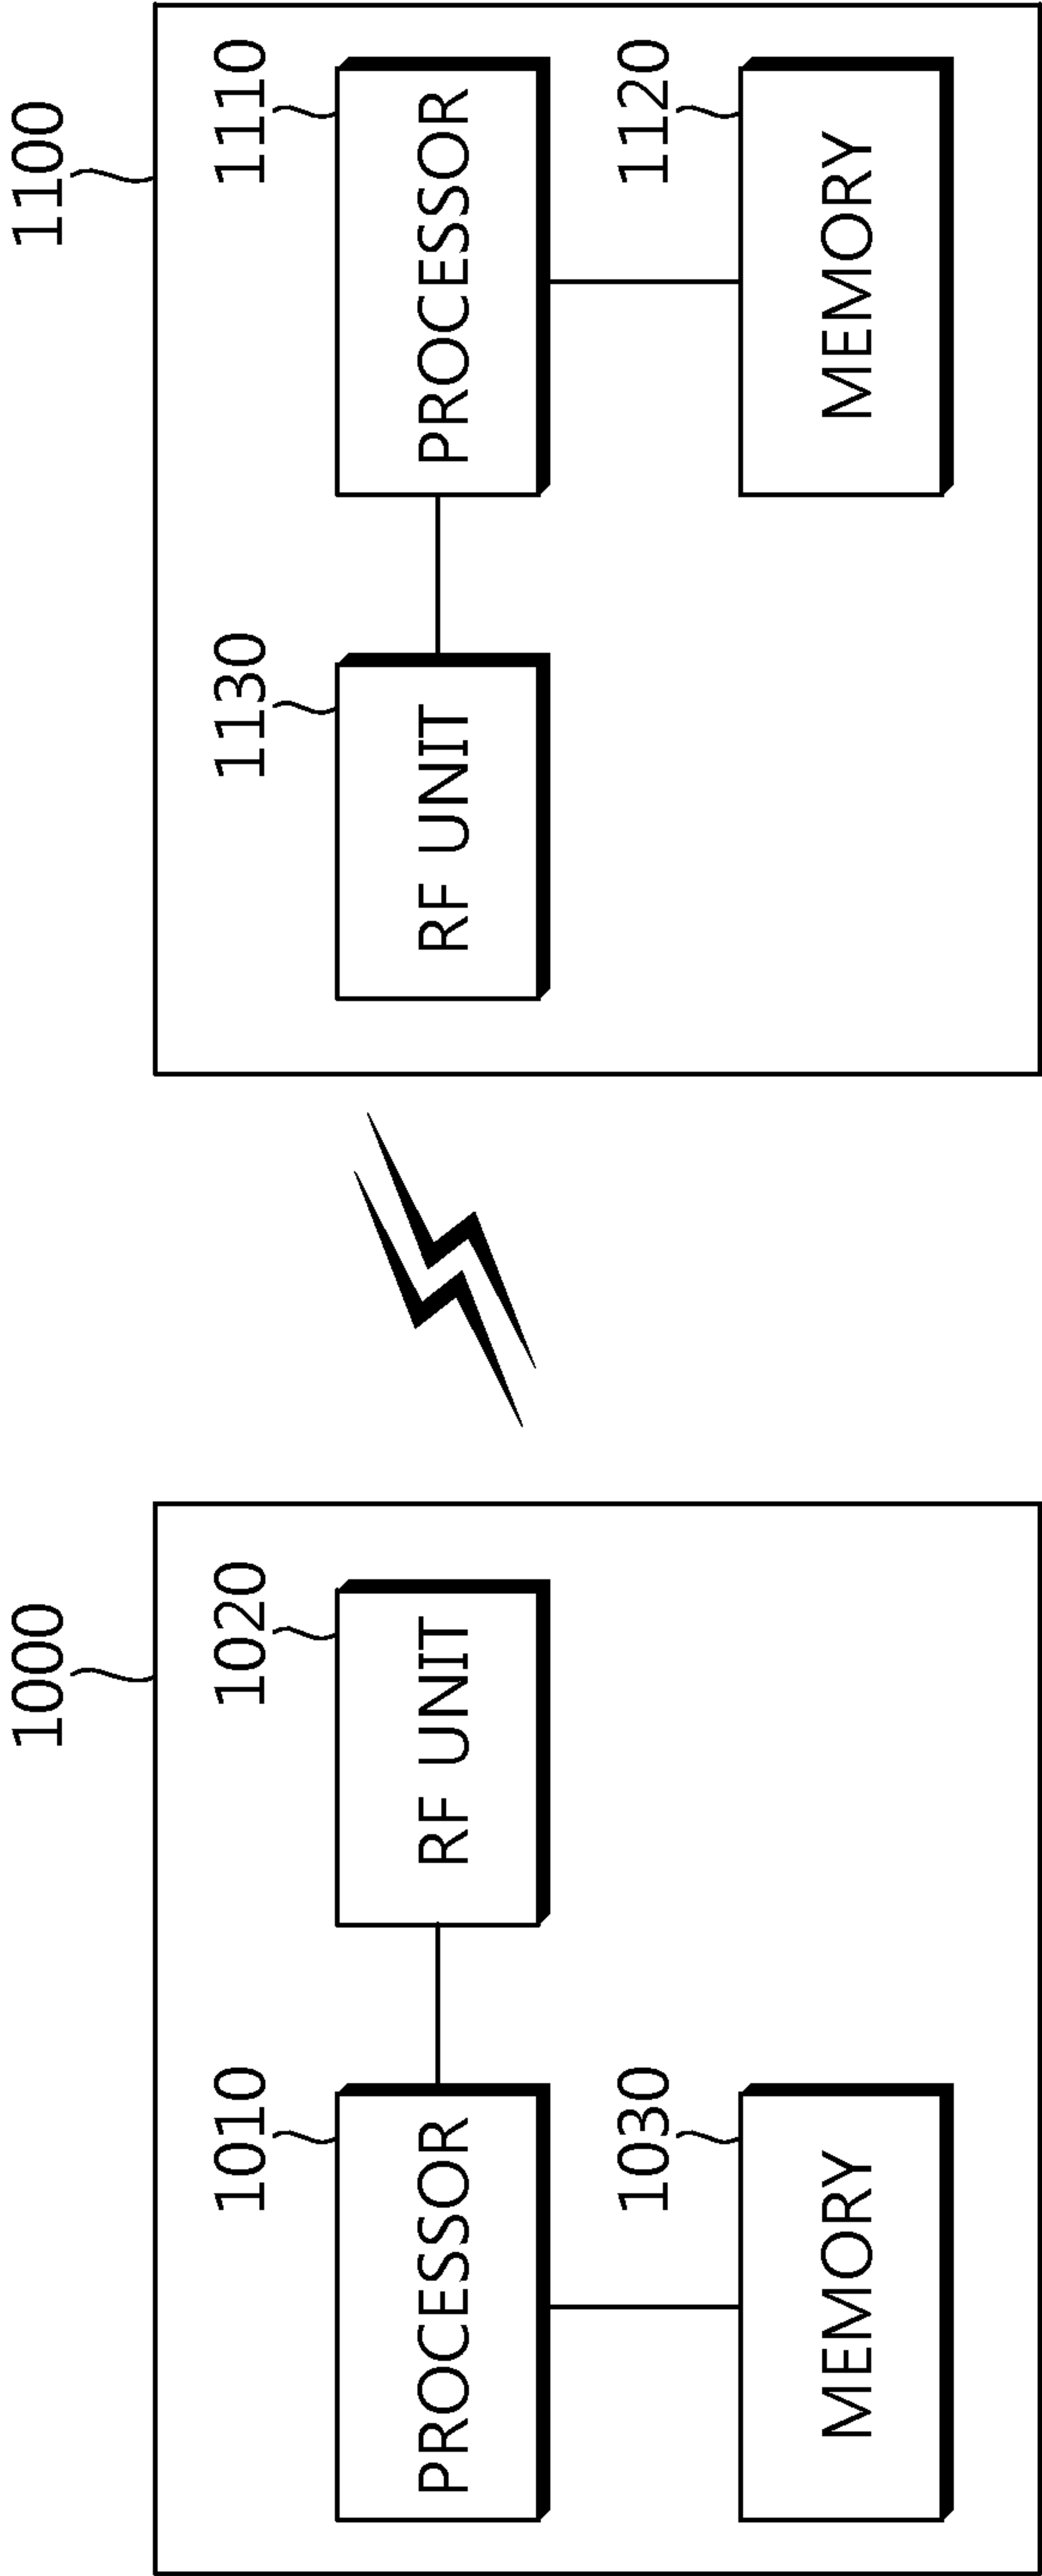 1000
1010
PROCESSOR
1020
RF UNIT
1030
MEMORY
1100
1130
RF UNIT
1110
PROCESSOR
1120
MEMORY